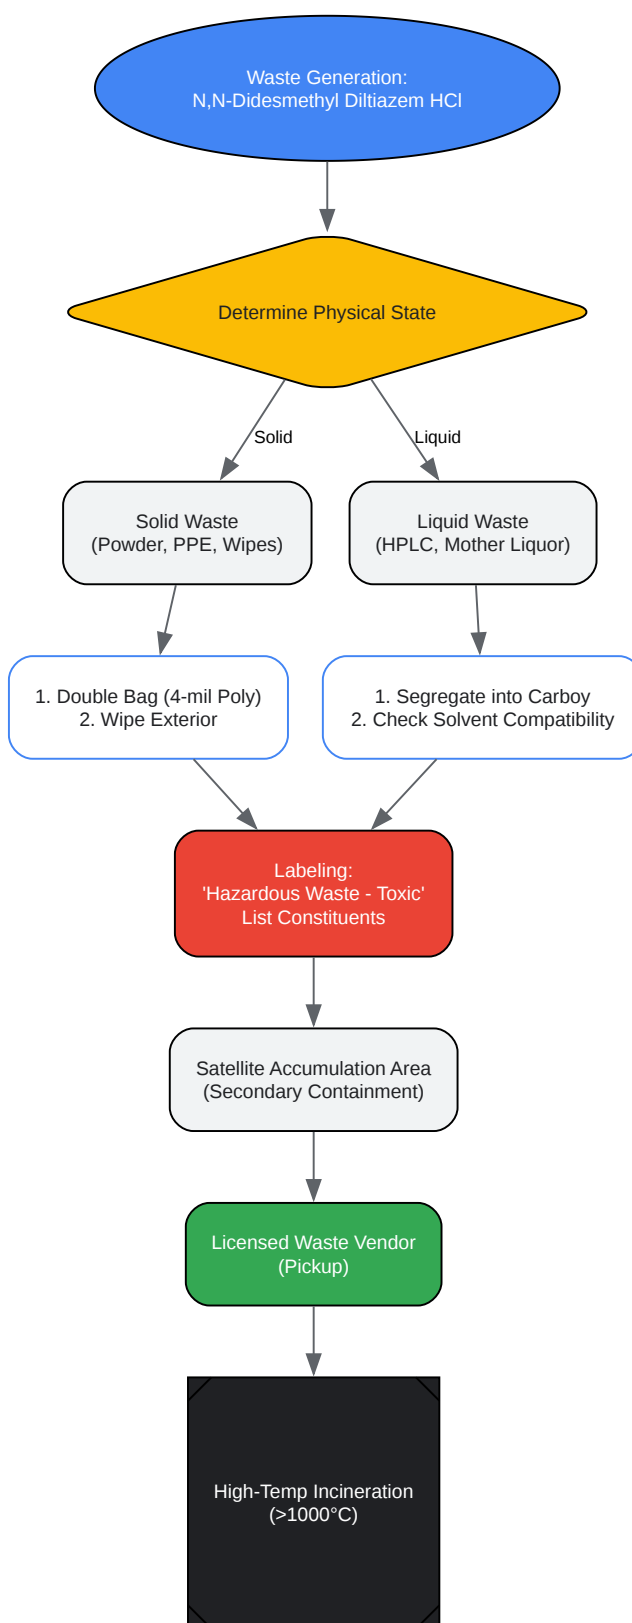 Waste Generation:
N,N-Didesmethyl Diltiazem HCl
Determine Physical State
Solid
Liquid
Solid Waste
(Powder, PPE, Wipes)
Liquid Waste
(HPLC, Mother Liquor)
1. Double Bag (4-mil Poly)
2. Wipe Exterior
1. Segregate into Carboy
2. Check Solvent Compatibility
Labeling:
'Hazardous Waste - Toxic'
List Constituents
Satellite Accumulation Area
(Secondary Containment)
Licensed Waste Vendor
(Pickup)
High-Temp Incineration
(>1000°C)